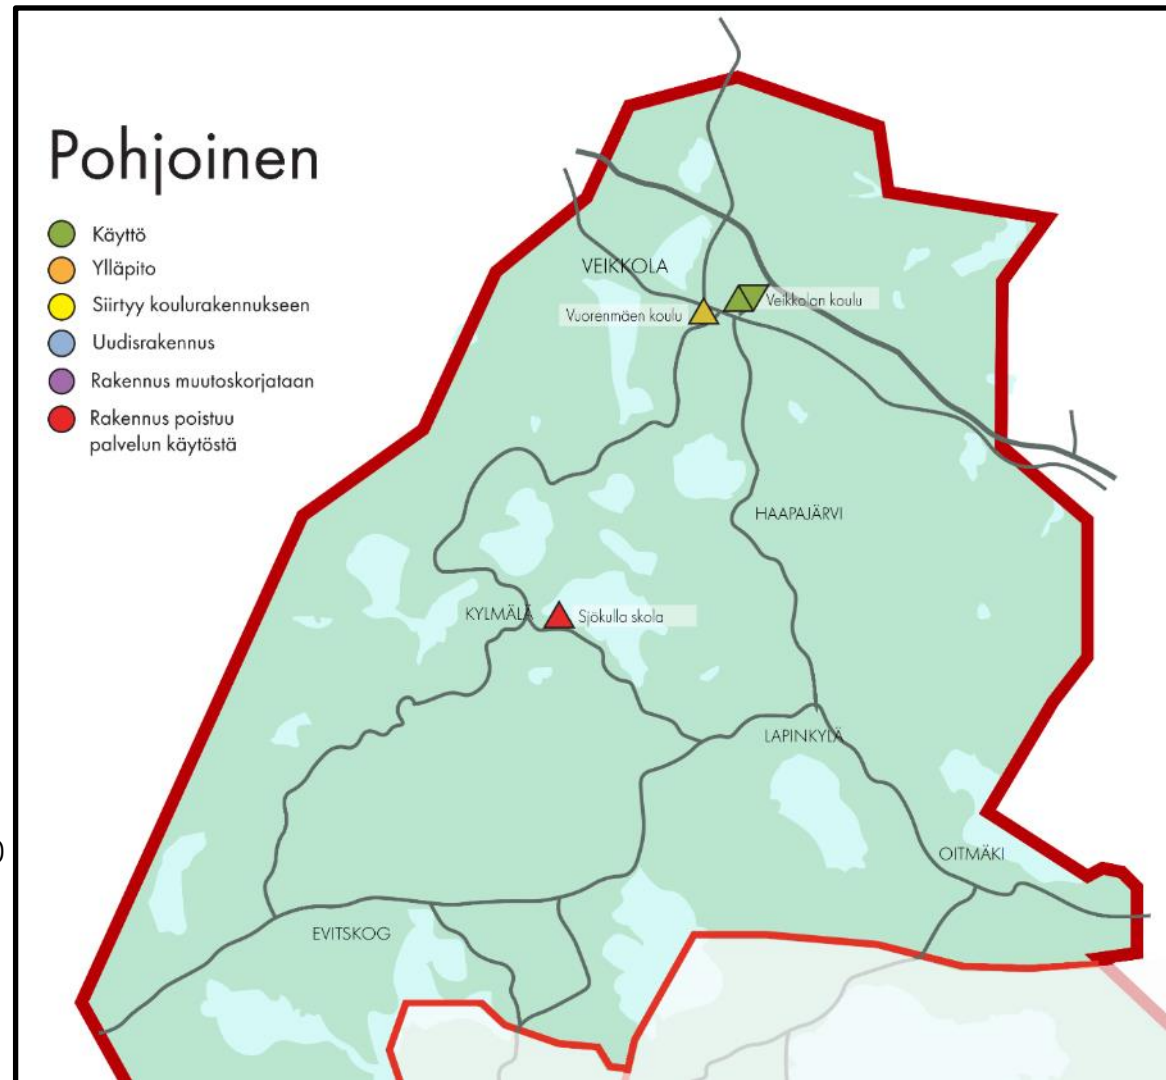 Pohjoinen
Käyttö
Ylläpito
Siirtyy koulurakennukseen
Uudisrakennus
Rakennus muutoskorjataan
Rakennus poistuu
palvelun käytöstä
VEIKKOLA
Veikkolan koulu
Vuorenmäen koulu
HAAPAJÄRVI
KYLMÄLÄ
Sjökulla skola
LAPINKYLÄ
OITMÄKI
EVITSKOG